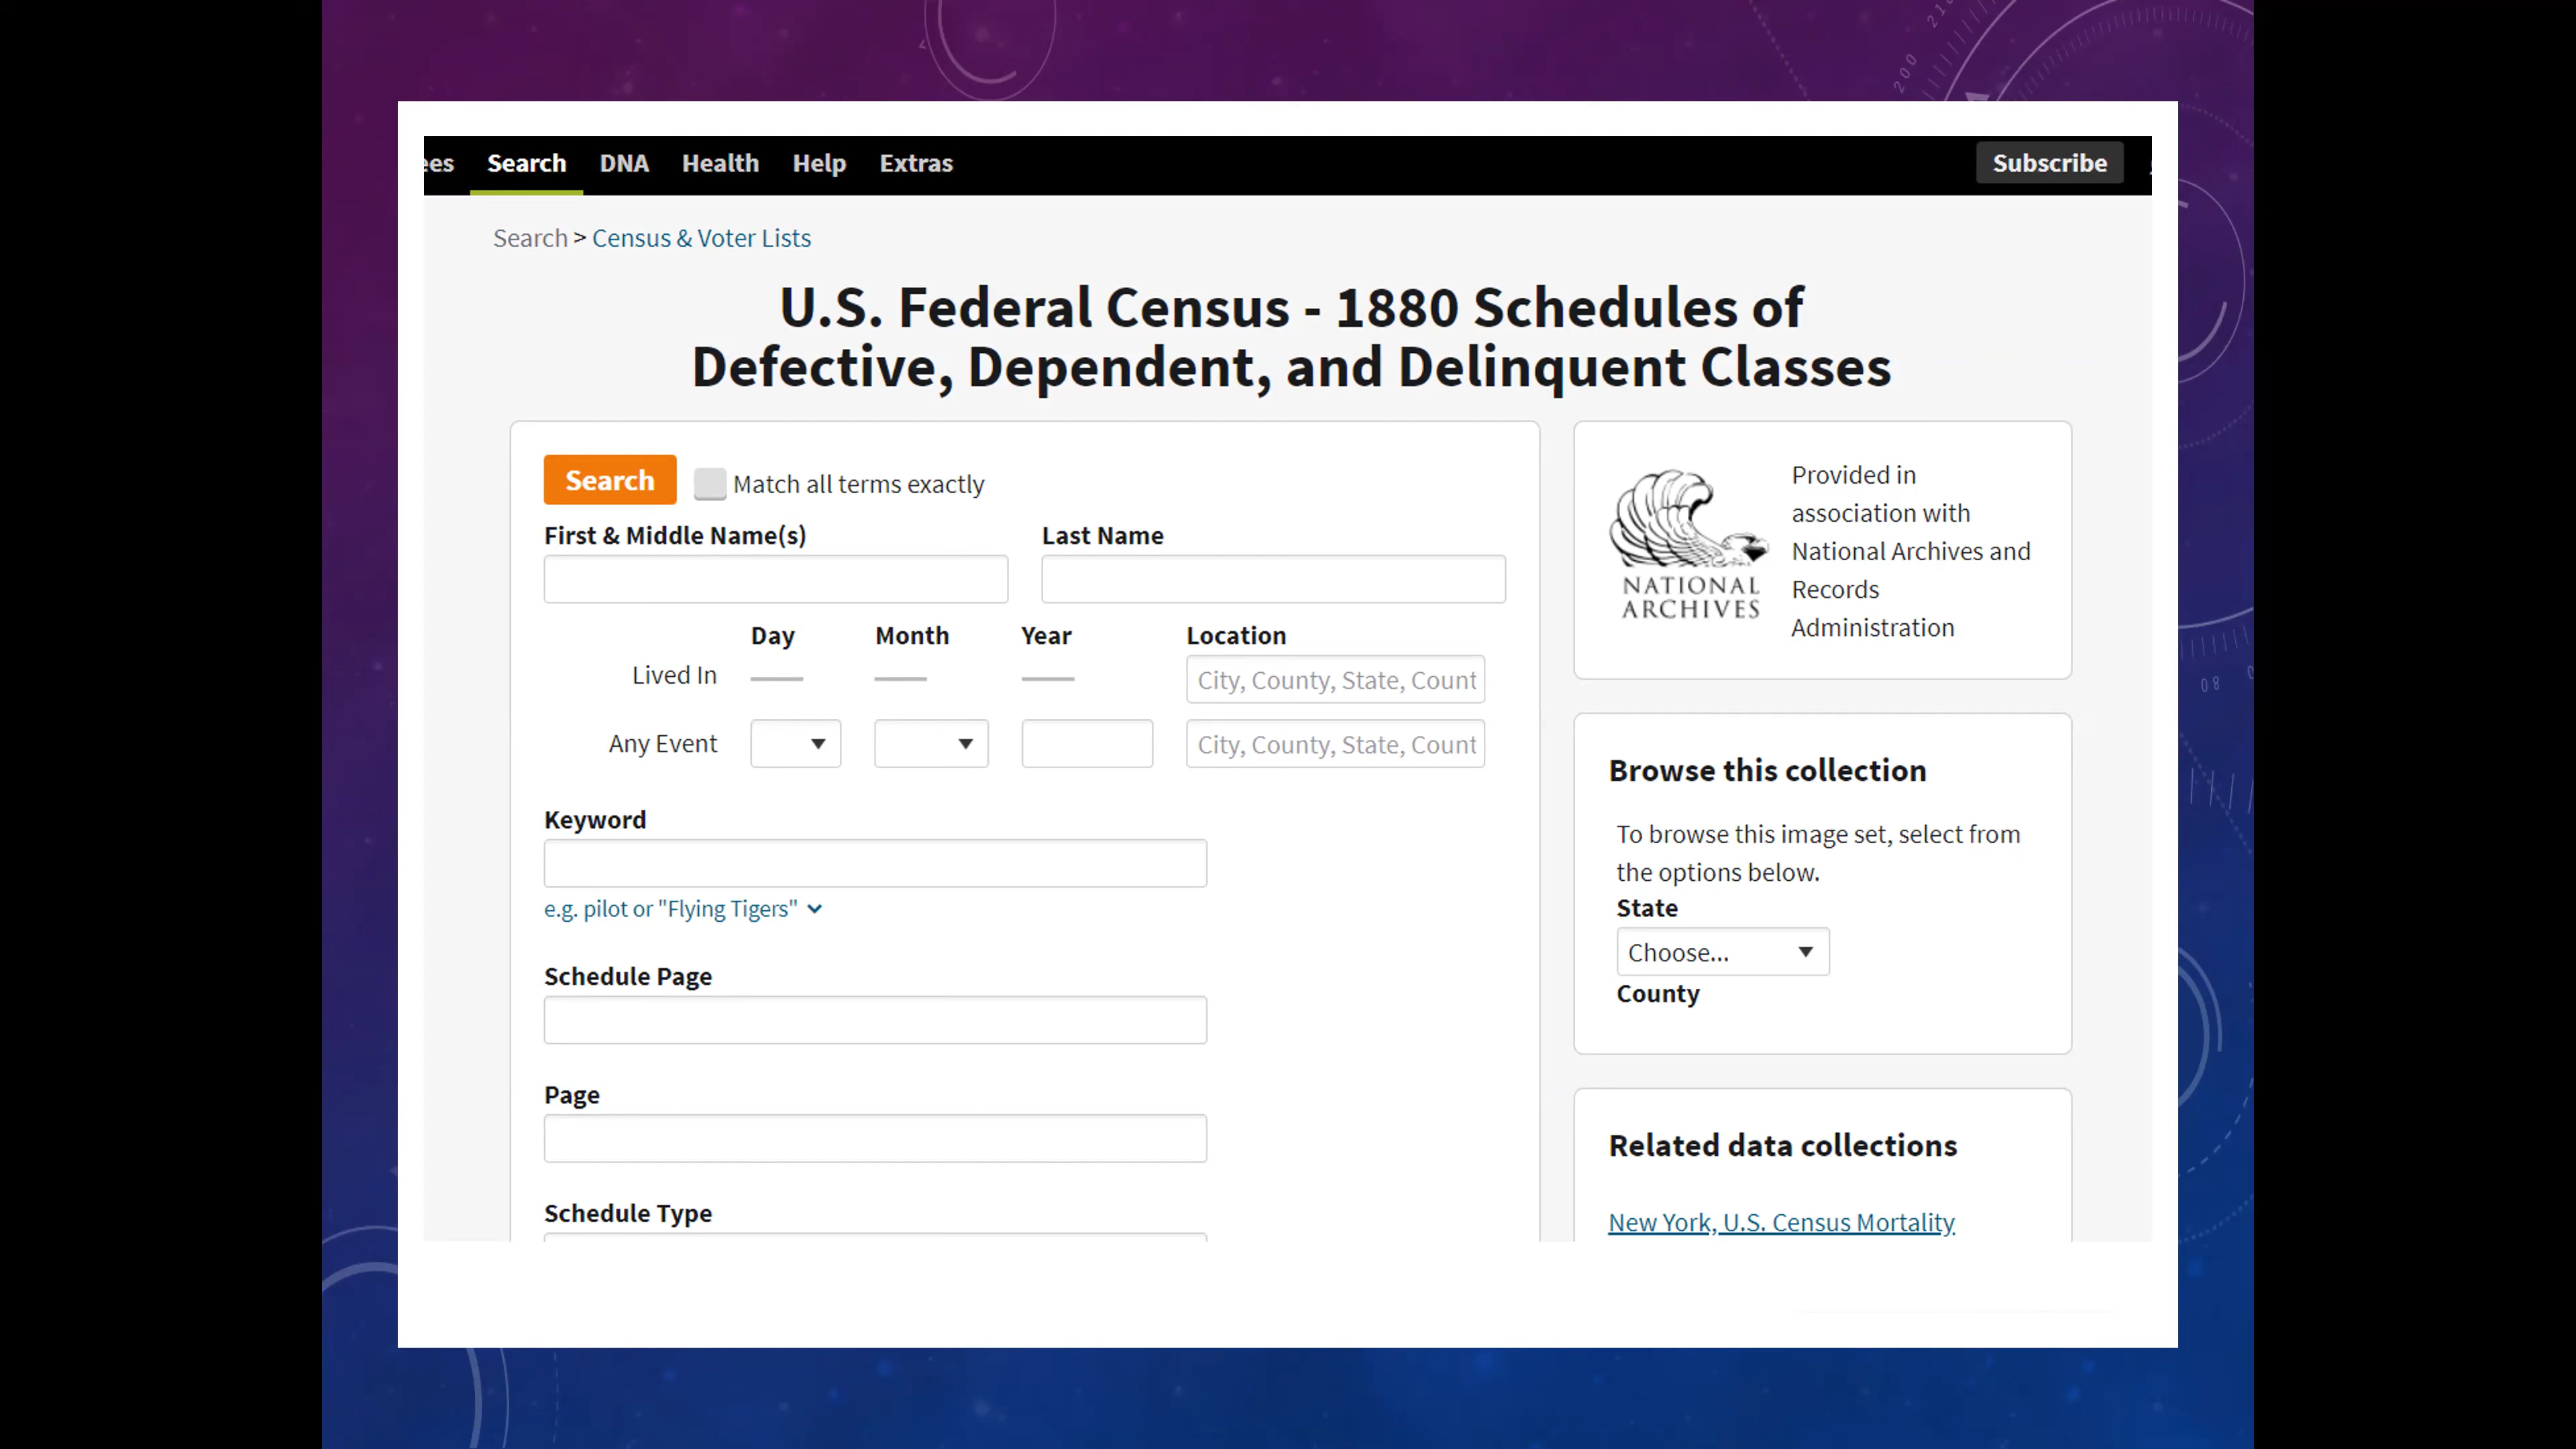 ees Search DNA Health Help Extras Subscribe
Search > Census & Voter Lists
U.S. Federal Census - 1880 Schedules of
Defective, Dependent, and Delinquent Classes
Search Match all terms exactly
First & Middle Name(s) Last Name
Day Month Year Location
Lived In City, County, State, Count
Any Event City, County, State, Count
Keyword
e.g. pilot or "Flying Tigers"
Schedule Page
Page
Schedule Type
NATIONAL
ARCHIVES
Provided in
association with
National Archives and
Records
Administration
Browse this collection
To browse this image set, select from
the options below.
State
Choose...
County
Related data collections
New York, U.S. Census Mortality
200
80